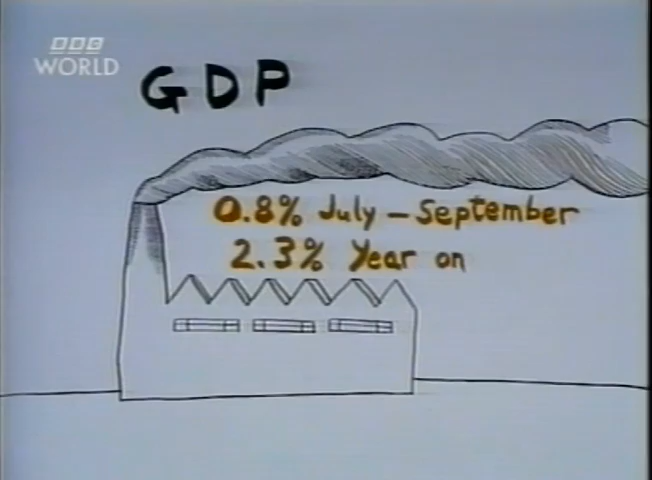 BBC
WORLD
GDP
0.8% July – September
2.3% Year on